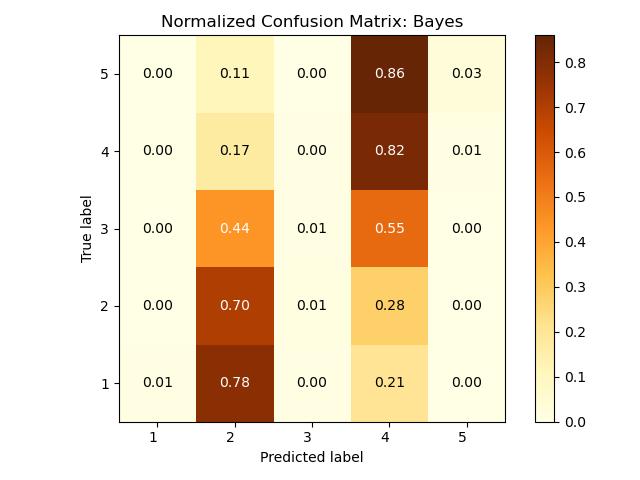 Normalized Confusion Matrix: Bayes
5 0.00 0.11 0.00 0.86 0.03
4 0.00 0.17 0.00 0.82 0.01
3 0.00 0.44 0.01 0.55 0.00
2 0.00 0.70 0.01 0.28 0.00
1 0.01 0.78 0.00 0.21 0.00
1 2 3 4 5
True label
Predicted label
0.8
0.7
0.6
0.5
0.4
0.3
0.2
0.1
0.0